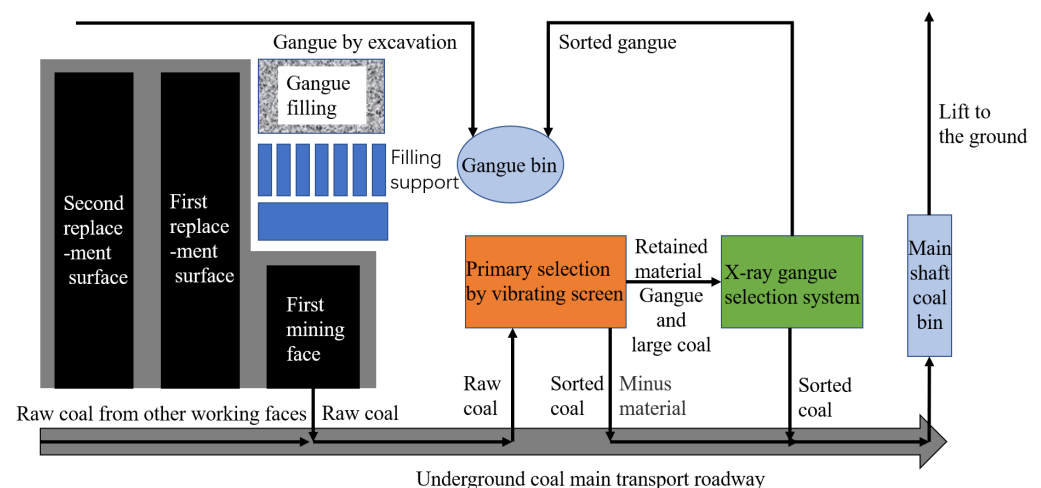 Gangue by excavation
Sorted gangue
Gangue
filling
Filling
support
Gangue bin
Lift to
the ground
Second
replace
-ment
surface
First
replace
-ment
surface
First
mining
face
Primary selection
by vibrating screen
Retained
material
Gangue
and
large coal
X-ray gangue
selection system
Main
shaft
coal
bin
Raw coal from other working faces
Raw coal
Raw
coal
Sorted
coal
Minus
material
Sorted
coal
Underground coal main transport roadway